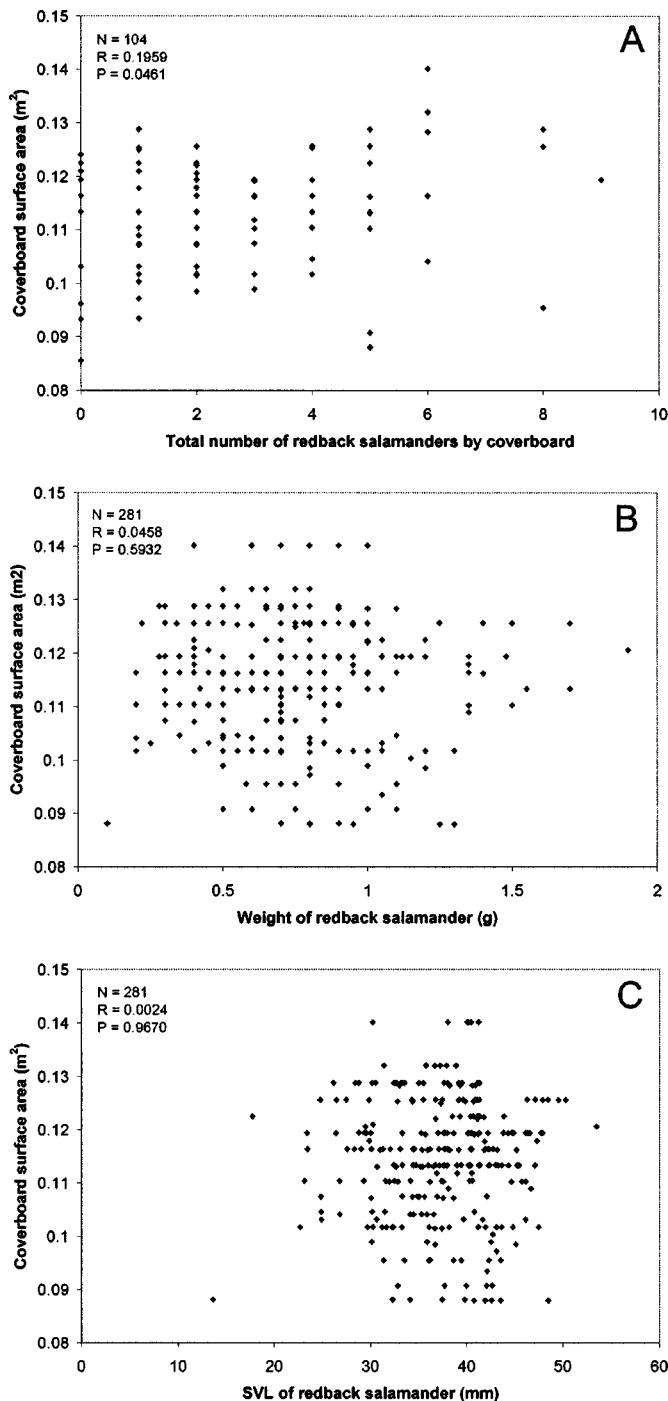 A
N = 104
R = 0.1959
P = 0.0461
Coverboard surface area (m²)
0.15
0.14
0.13
0.12
0.11
0.1
0.09
0.08
0 2 4 6 8 10
Total number of redback salamanders by coverboard
B
N = 281
R = 0.0458
P = 0.5932
Coverboard surface area (m2)
0.15
0.14
0.13
0.12
0.11
0.1
0.09
0.08
0 0.5 1 1.5 2
Weight of redback salamander (g)
C
N = 281
R = 0.0024
P = 0.9670
Coverboard surface area (m²)
0.15
0.14
0.13
0.12
0.11
0.1
0.09
0.08
0 10 20 30 40 50 60
SVL of redback salamander (mm)